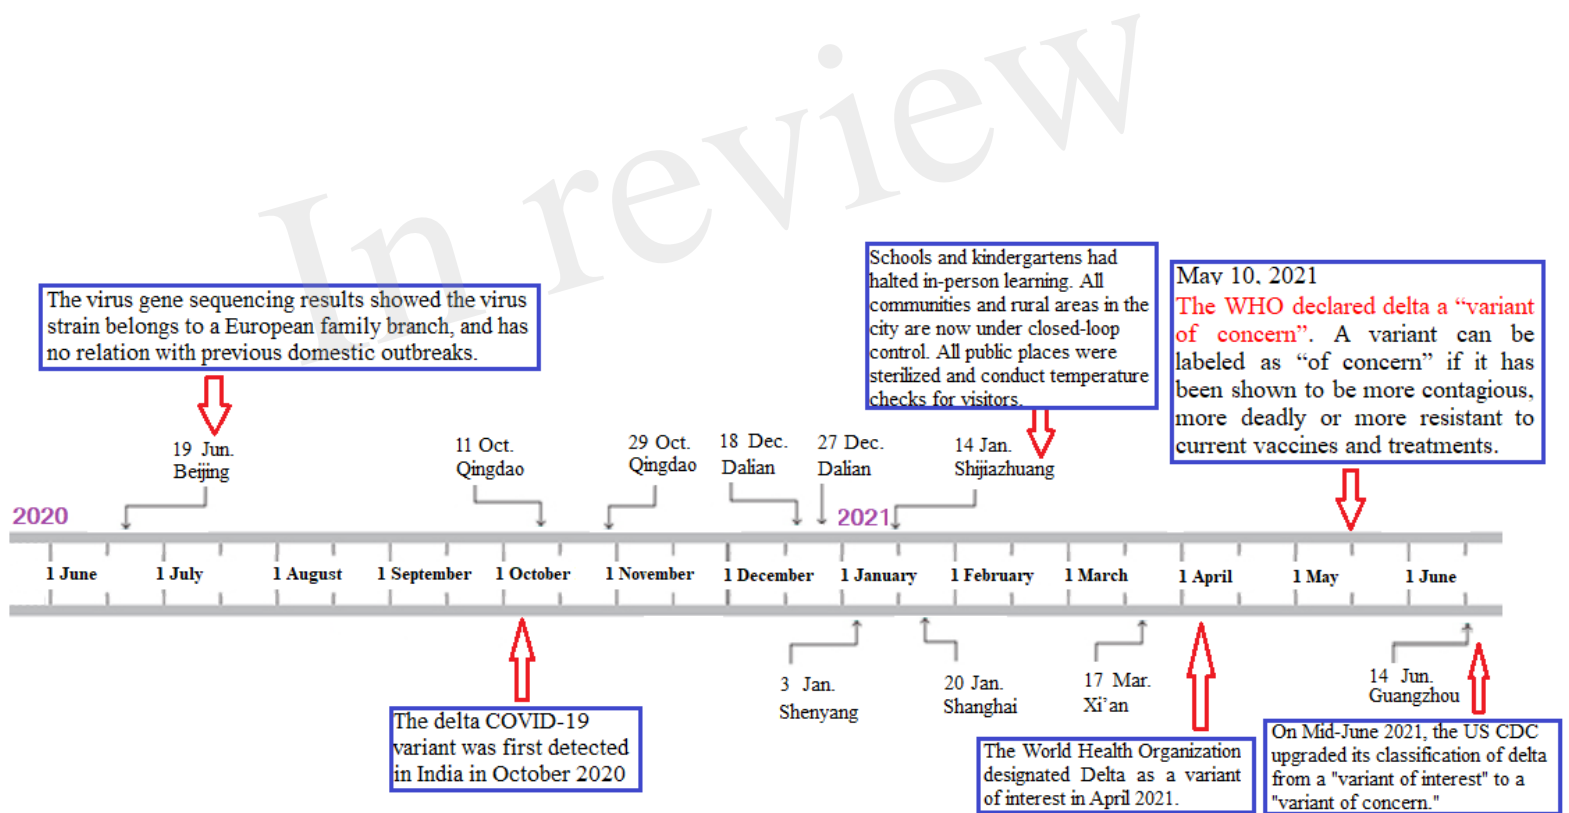 In review
Schools and kindergartens had
halted in-person learning. All
communities and rural areas in the
city are now under closed-loop
control. All public places were
sterilized and conduct temperature
checks for visitors.
May 10, 2021
The WHO declared delta a “variant
of concern”. A variant can be
labeled as “of concern” if it has
been shown to be more contagious,
more deadly or more resistant to
current vaccines and treatments.
The virus gene sequencing results showed the virus
strain belongs to a European family branch, and has
no relation with previous domestic outbreaks.
19 Jun.
Beijing
11 Oct.
Qingdao
29 Oct.
Qingdao
18 Dec.
Dalian
27 Dec.
Dalian
14 Jan.
Shijiazhuang
2020
2021
1 June
1 July
1 August
1 September
1 October
1 November
1 December
1 January
1 February
1 March
1 April
1 May
1 June
3 Jan.
Shenyang
20 Jan.
Shanghai
17 Mar.
Xi’an
14 Jun.
Guangzhou
The delta COVID-19
variant was first detected
in India in October 2020
The World Health Organization
designated Delta as a variant
of interest in April 2021.
On Mid-June 2021, the US CDC
upgraded its classification of delta
from a "variant of interest" to a
"variant of concern."